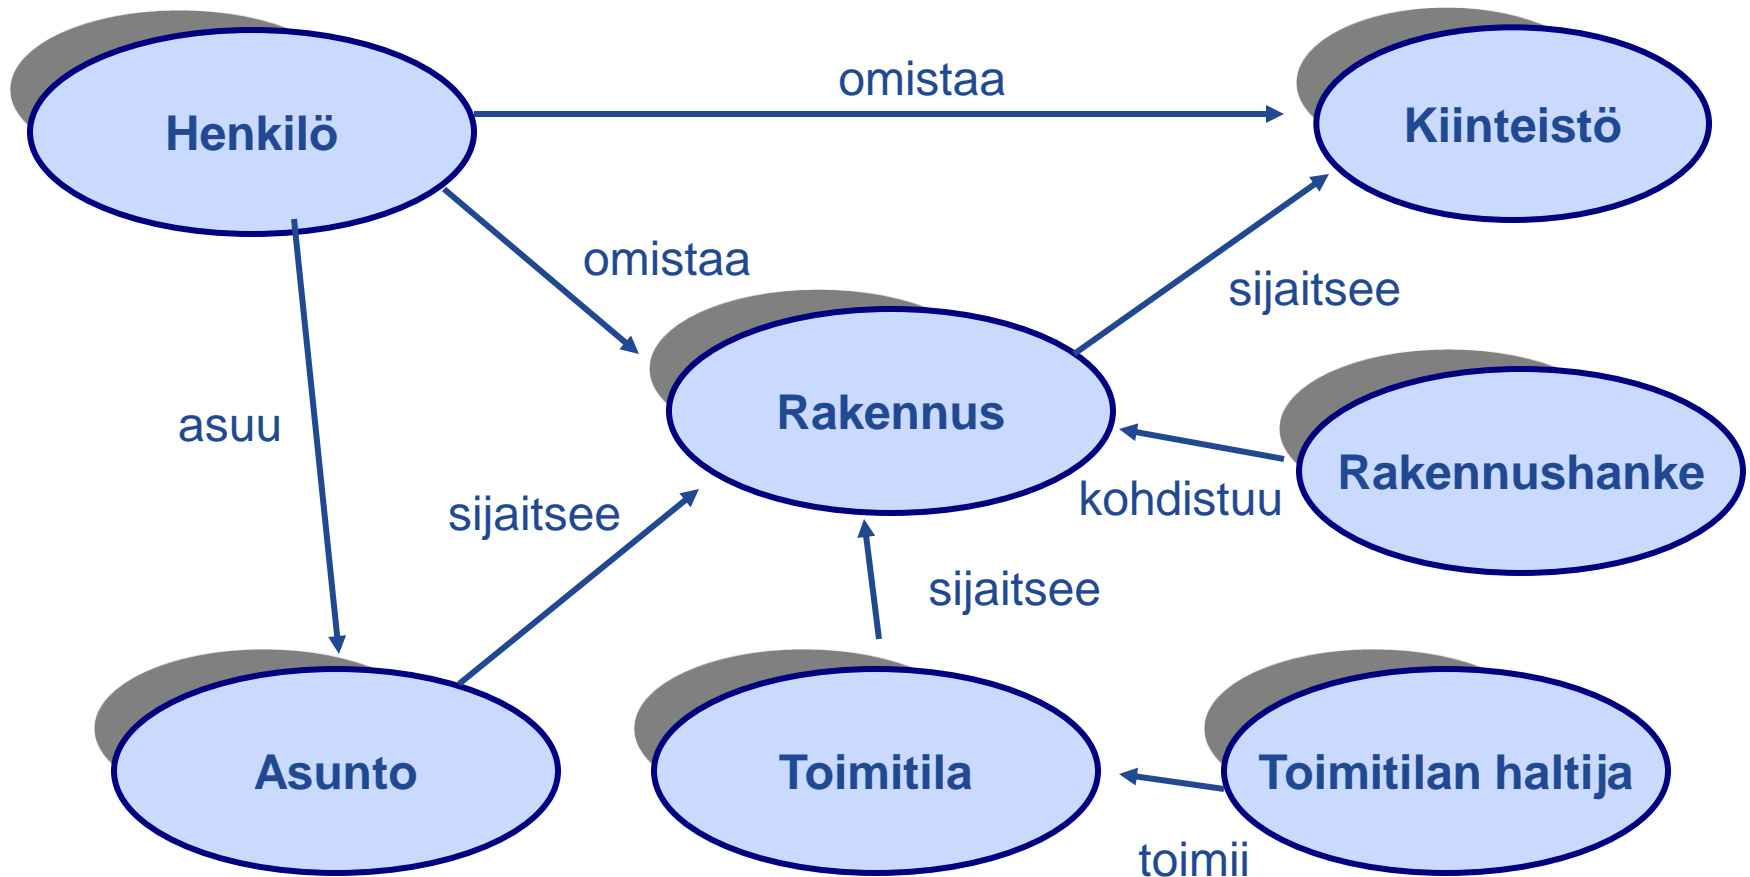 omistaa
Henkilö
Kiinteistö
omistaa
sijaitsee
Rakennus
asuu
Rakennushanke
kohdistuu
sijaitsee
sijaitsee
Asunto
Toimitila
Toimitilan haltija
toimii